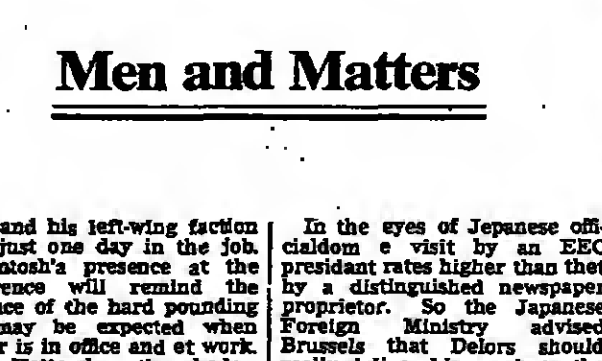 Men and Matters
and his left-wing faction
just one day in the job.
ntosh'a presence at the
rence will remind the
ce of the hard pounding
may be expected when
r is in office and et work.
In the eyes of Jepanese offi-
cialdom e visit by an EEC
presidant rates higher than thet
by a distinguished newspaper
proprietor. So the Japanese
Foreign Ministry advised
Brussels that Delors should